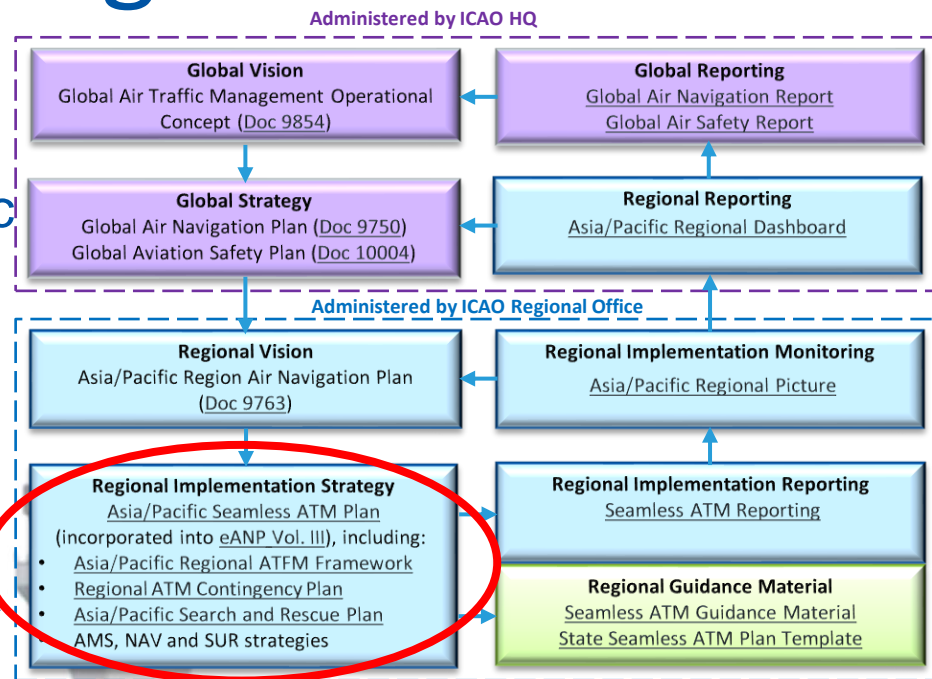 g
Administered by ICAO HQ
Global Vision
Global Air Traffic Management Operational
Concept (Doc 9854)
Global Reporting
Global Air Navigation Report
Global Air Safety Report
c
Global Strategy
Global Air Navigation Plan (Doc 9750)
Global Aviation Safety Plan (Doc 10004)
Regional Reporting
Asia/Pacific Regional Dashboard
Administered by ICAO Regional Office
Regional Vision
Asia/Pacific Region Air Navigation Plan
(Doc 9763)
Regional Implementation Monitoring
Asia/Pacific Regional Picture
Regional Implementation Strategy
Asia/Pacific Seamless ATM Plan
(incorporated into eANP_Vol. III), including:
• Asia/Pacific Regional ATFM Framework
• Regional ATM Contingency Plan
• Asia/Pacific Search and Rescue Plan
• AMS, NAV and SUR strategies
Regional Implementation Reporting
Seamless ATM Reporting
Regional Guidance Material
Seamless ATM Guidance Material
State Seamless ATM Plan Template